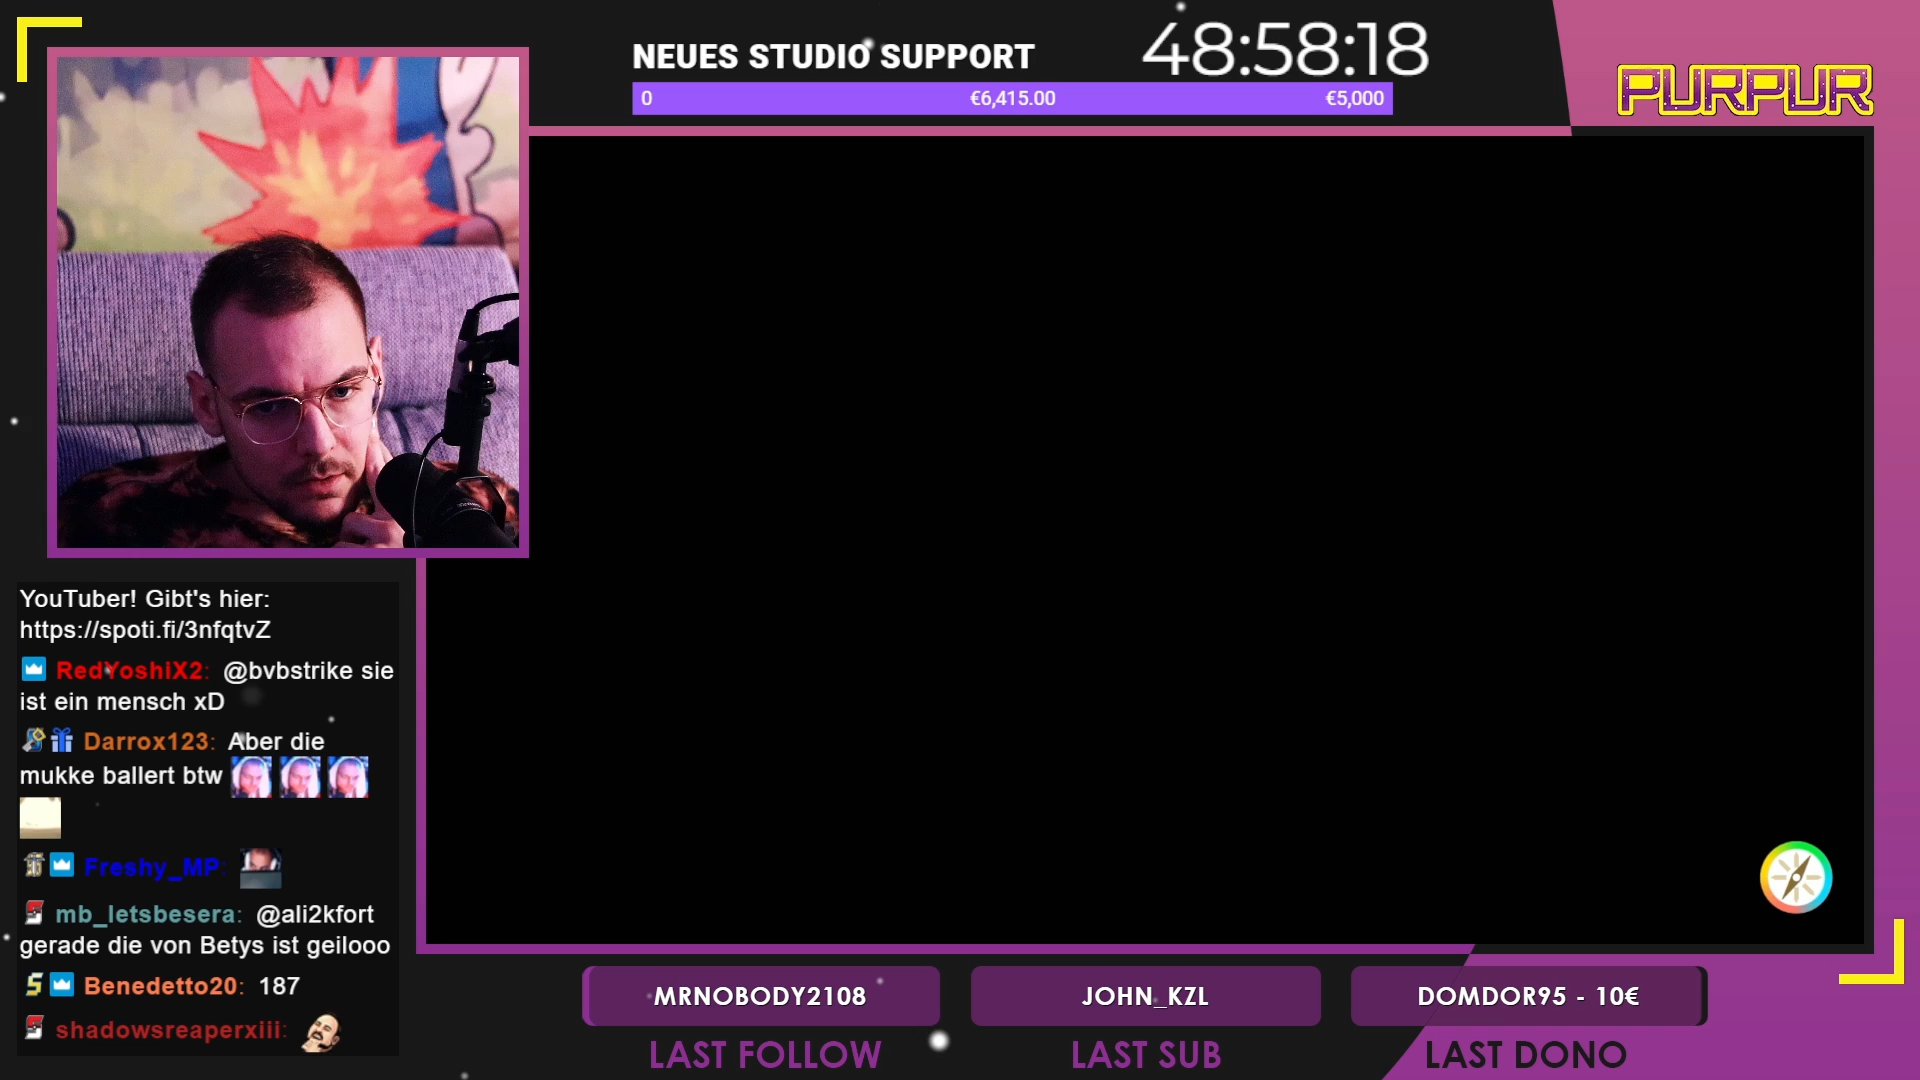 NEUES STUDIO SUPPORT
48:58:18
0 €6,415.00 €5,000
PURPUR
YouTuber! Gibt's hier:
https://spoti.fi/3nfqtvZ
RedYoshiX2: @bvbstrike sie
ist ein mensch xD
Darrox123: Aber die
mukke ballert btw
Freshy_MP:
mb_letsbesera: @ali2kfort
gerade die von Betys ist geilooo
Benedetto20: 187
shadowsreaperxiii:
MRNOBODY2108
JOHN_KZL
DOMDOR95 - 10€
LAST FOLLOW
LAST SUB
LAST DONO